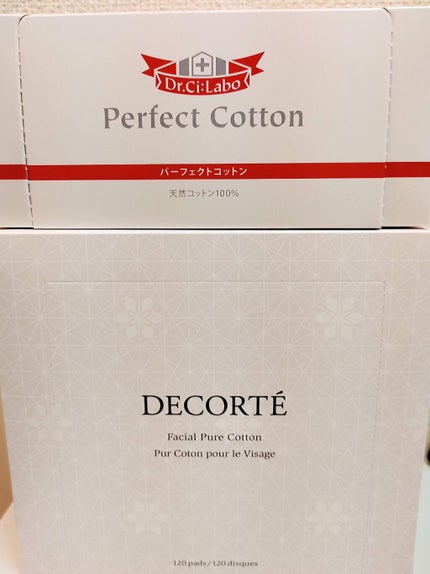 Dr.Ci:Labo
Perfect Cotton
パーフェクトコットン
天然コットン100%
DECORTÉ
Facial Pure Cotton
Pur Coton pour le Visage
120 pads/120 disques